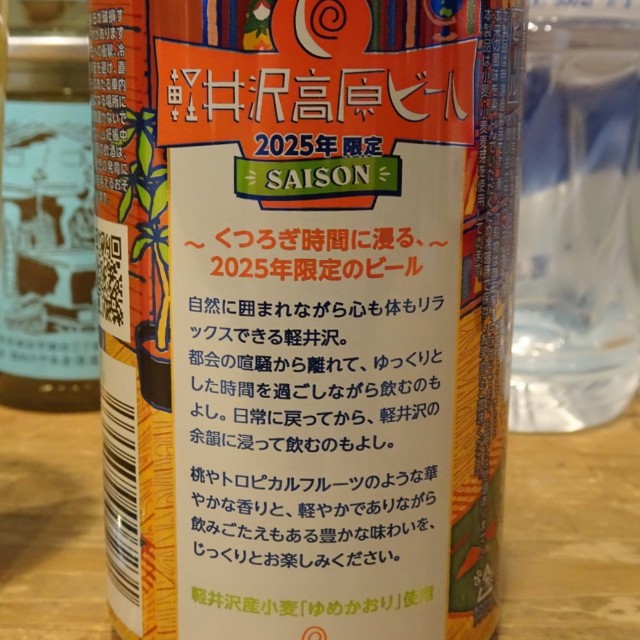 軽井沢高原ビール
2025年 限定
SAISON
～ くつろぎ時間に浸る、～
2025年限定のビール
自然に囲まれながら心も体もリラ
ックスできる軽井沢。
都会の喧騒から離れて、ゆっくりと
した時間を過ごしながら飲むのも
よし。日常に戻ってから、軽井沢の
余韻に浸って飲むのもよし。
桃やトロピカルフルーツのような華
やかな香りと、軽やかでありながら
飲みごたえもある豊かな味わいを、
じっくりとお楽しみください。
軽井沢産小麦「ゆめかおり」使用